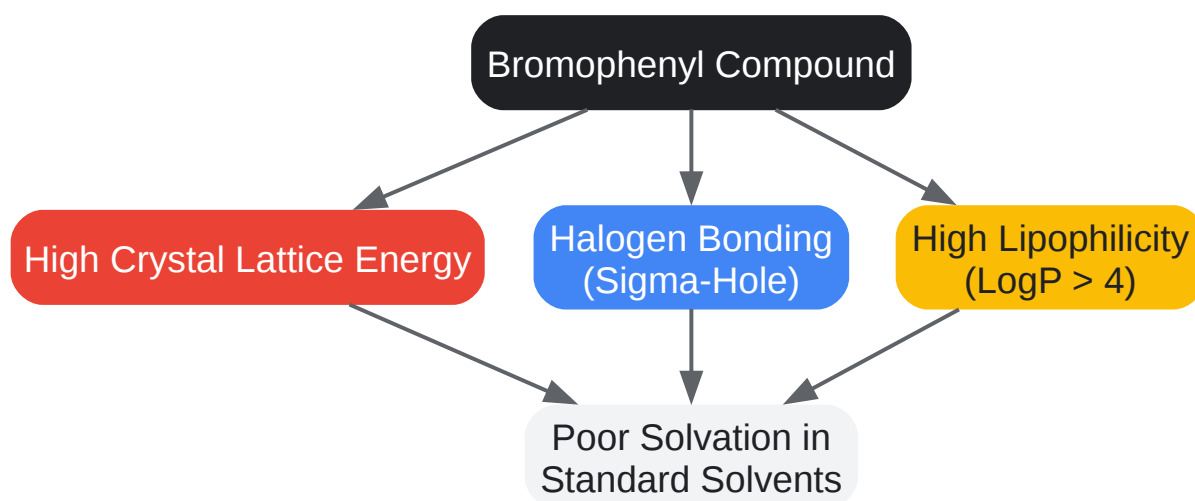 Bromophenyl Compound
High Crystal Lattice Energy
Halogen Bonding
(Sigma-Hole)
High Lipophilicity
(LogP > 4)
Poor Solvation in
Standard Solvents